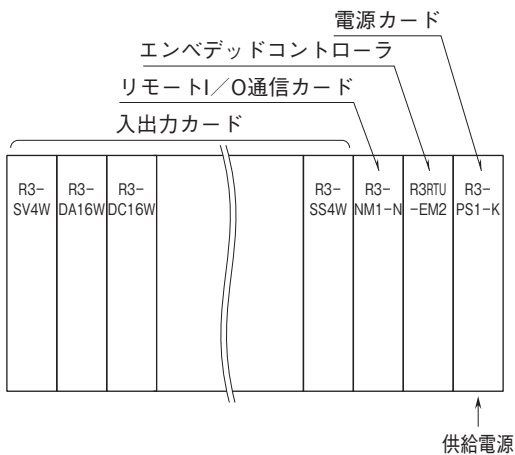 電源カード
エンベデッドコントローラ
リモートI/O通信カード
入出力カード
R3-
SV4W
R3-
DA16W
R3-
DC16W
R3-
SS4W
R3-
NM1-N
R3RTU
-EM2
R3-
PS1-K
供給電源